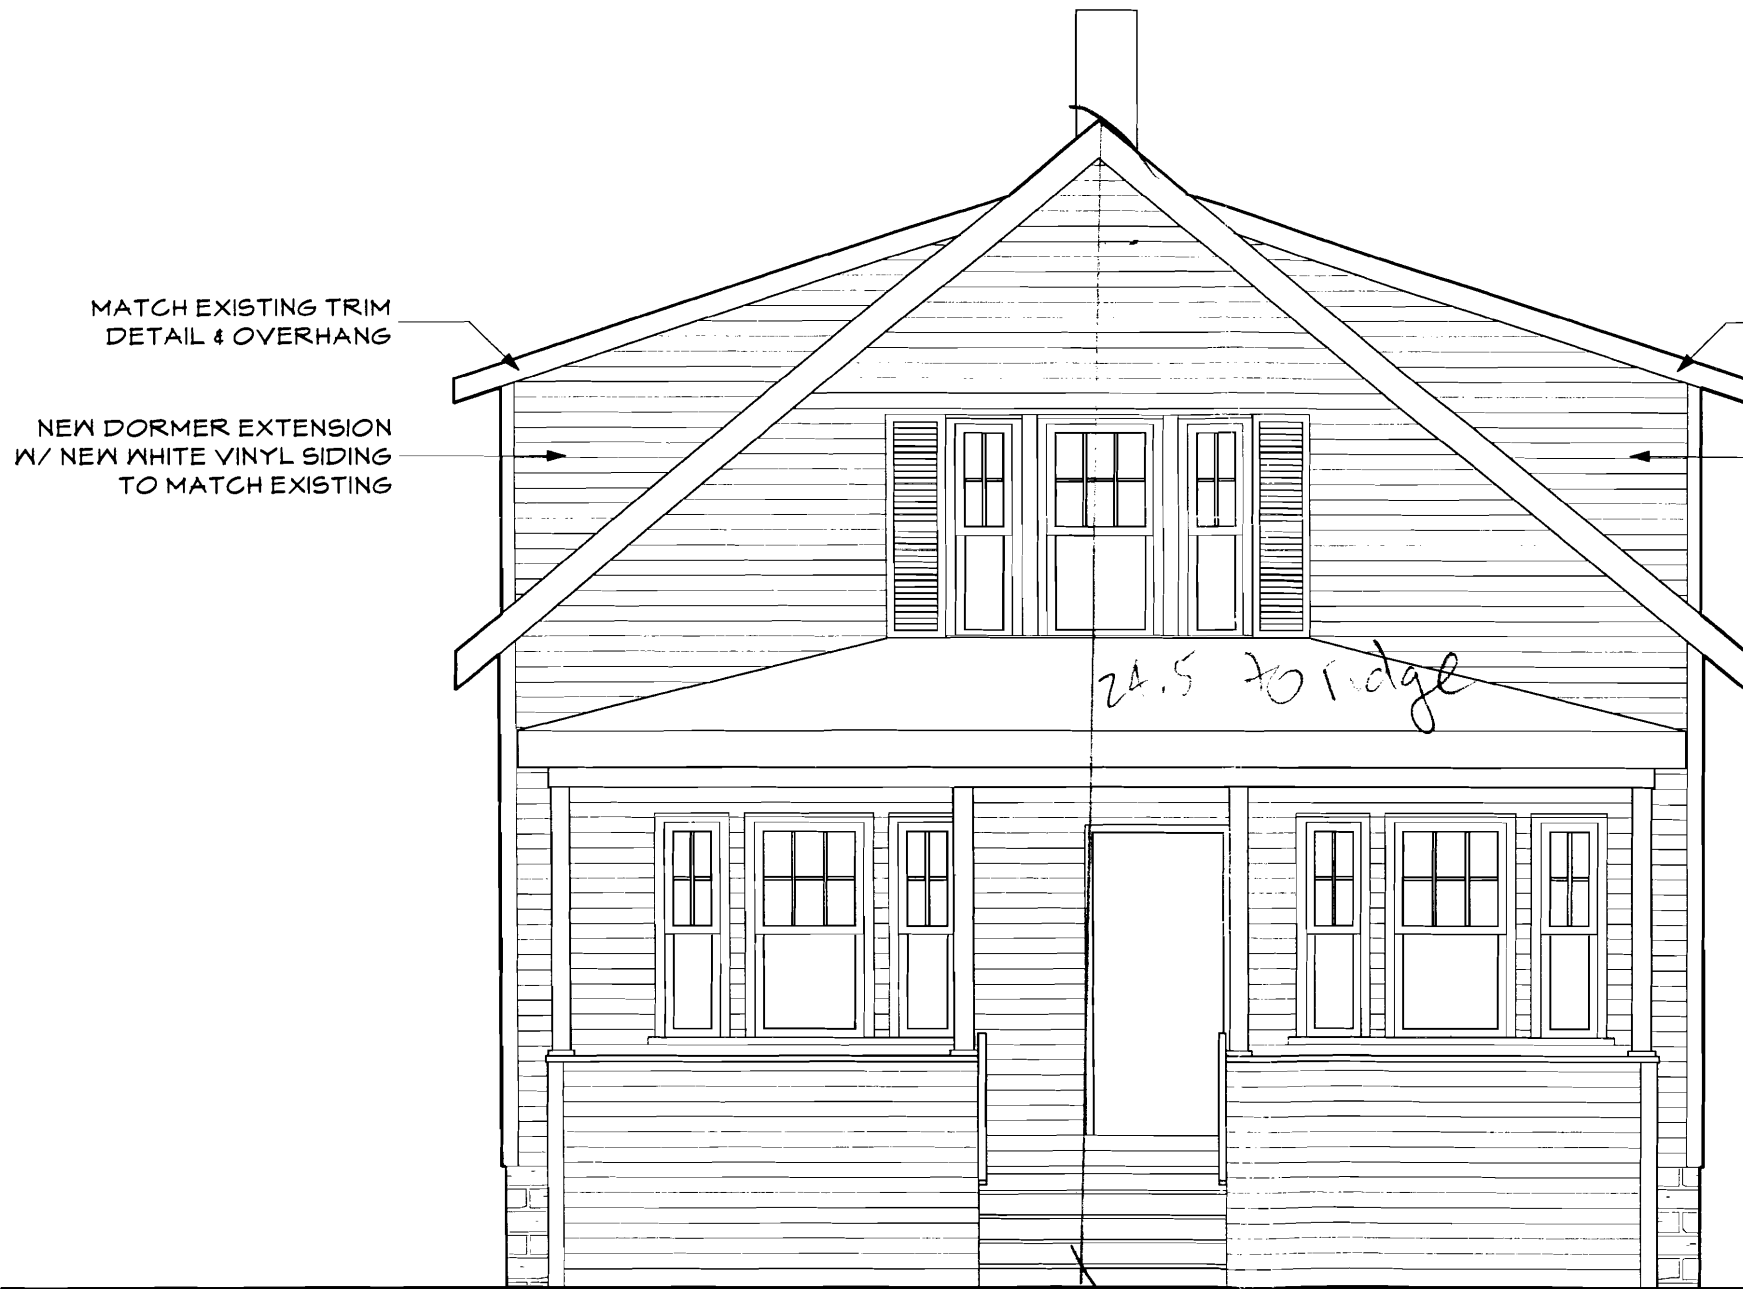 MATCH EXISTING TRIM
DETAIL & OVERHANG
NEW DORMER EXTENSION
W/ NEW WHITE VINYL SIDING
TO MATCH EXISTING
24.5 to ridge